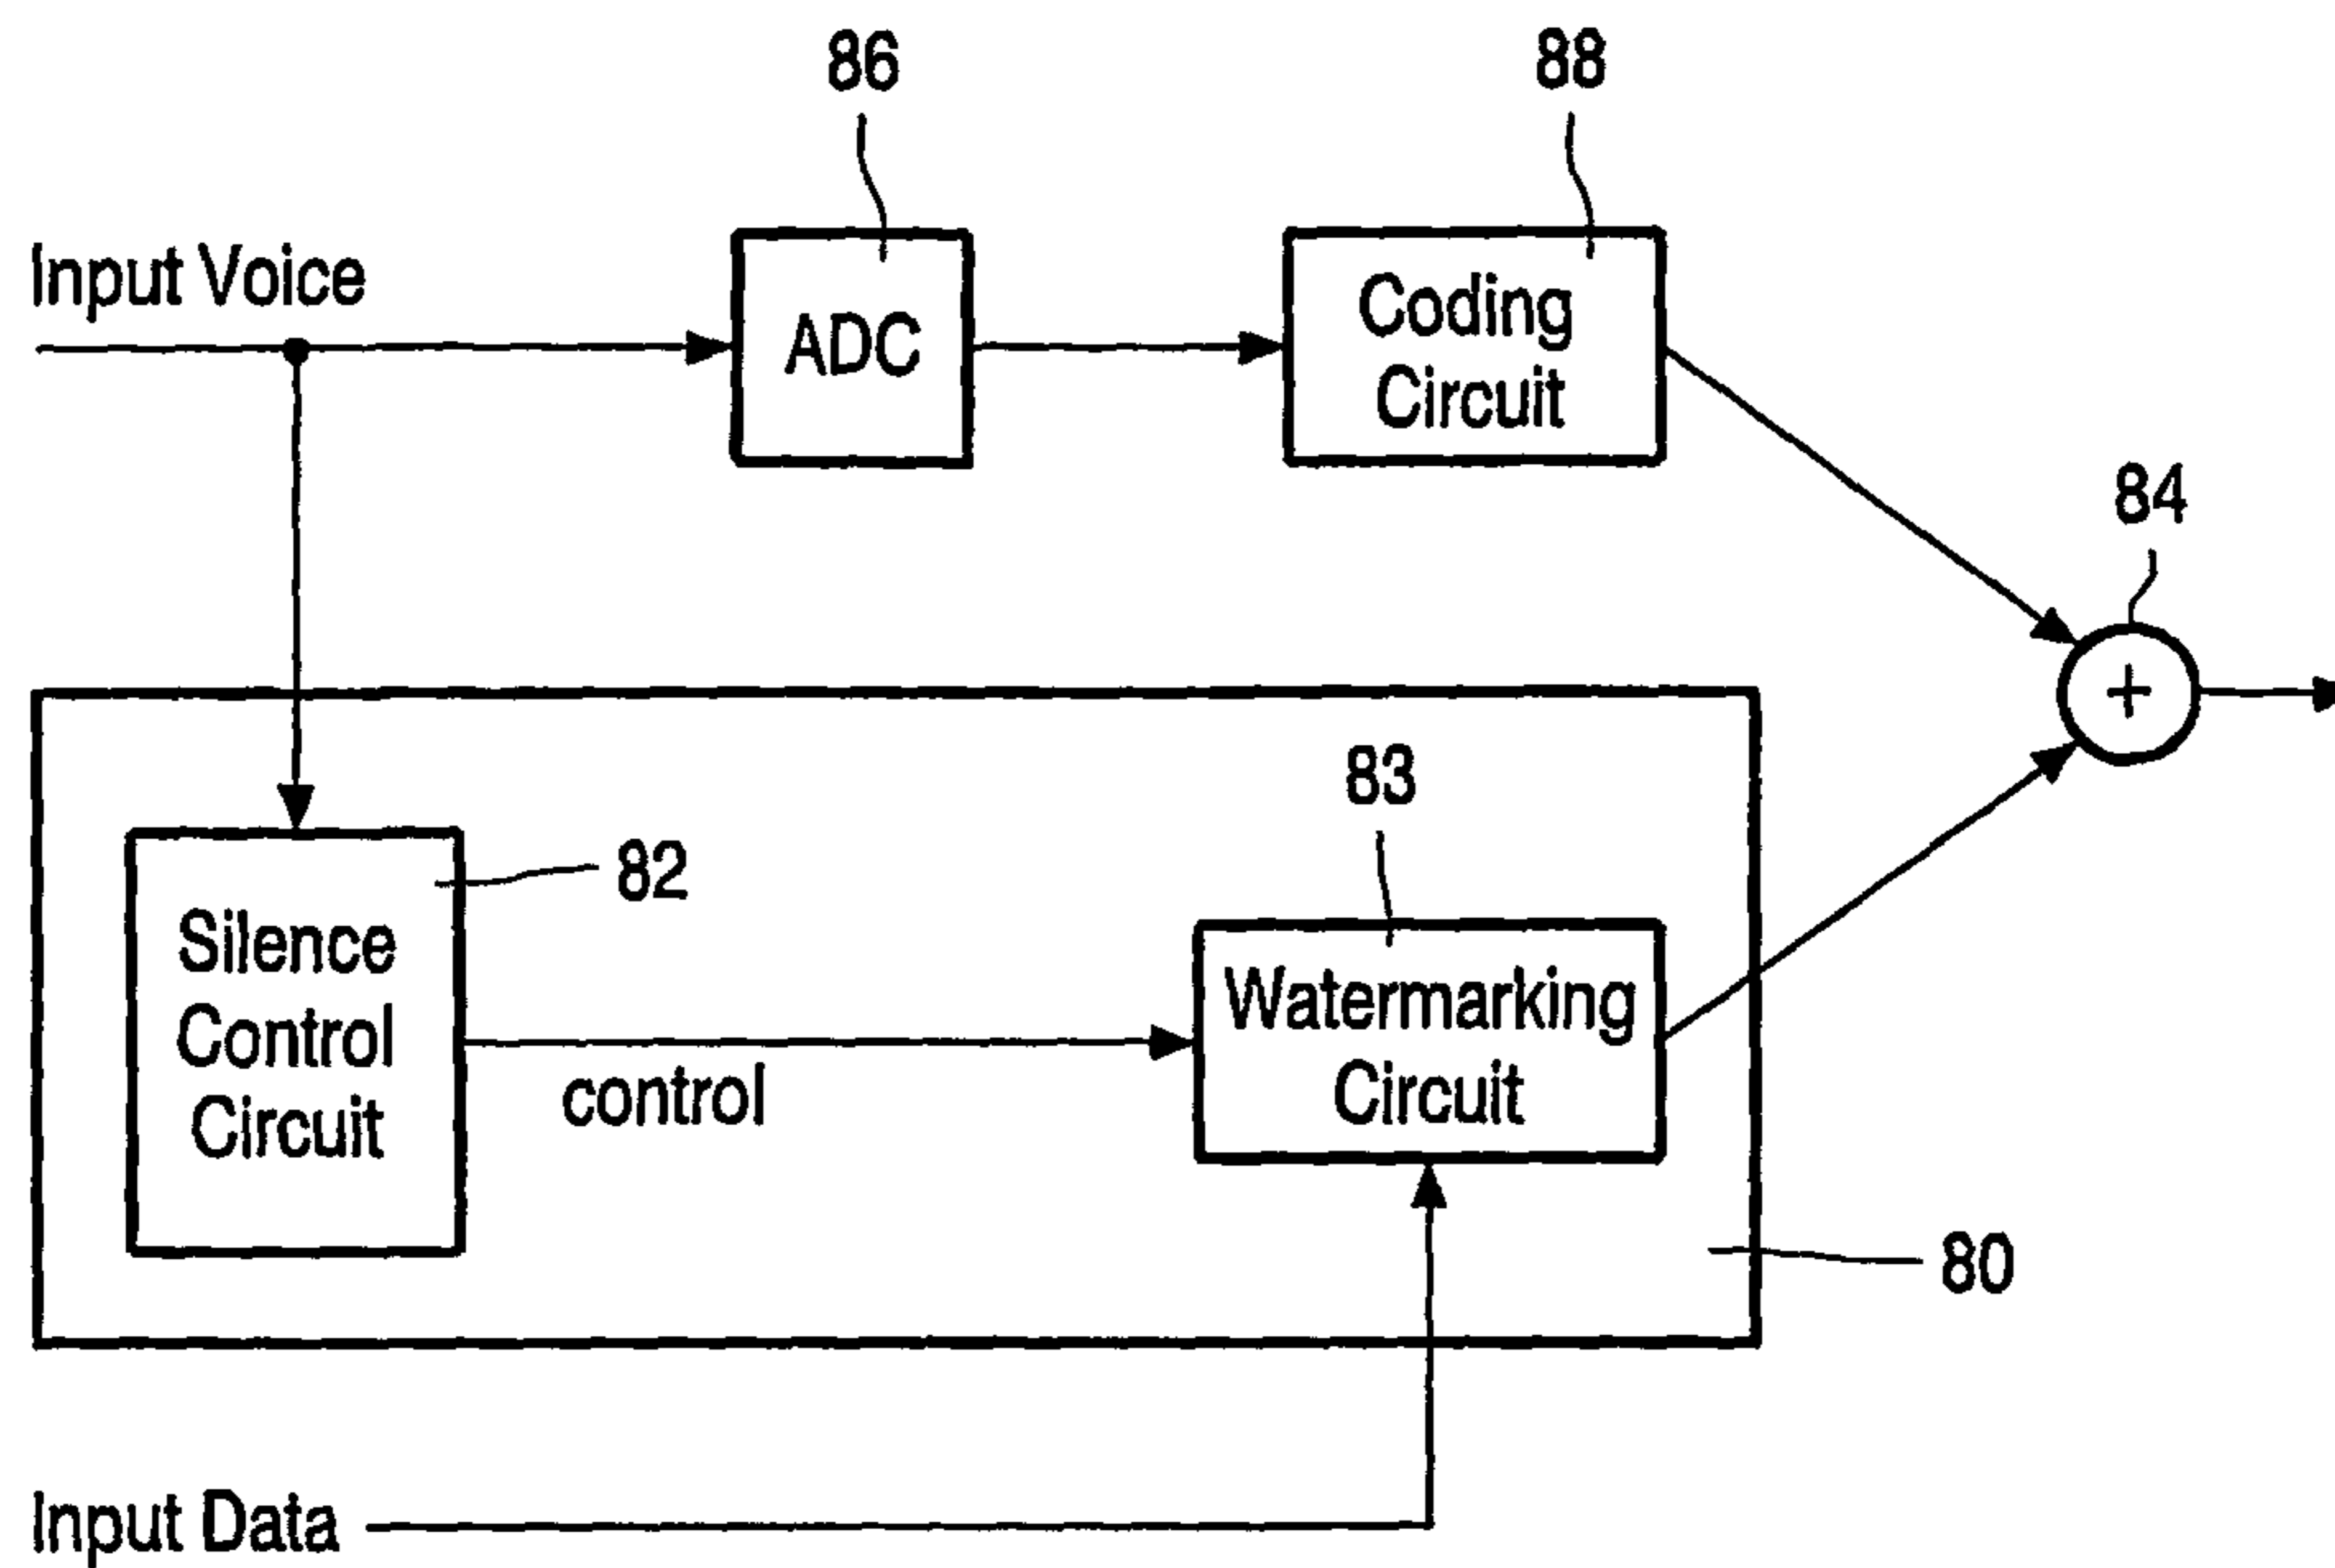 86
88
Input Voice
ADC
Coding
Circuit
84
+
83
82
Silence
Control
Circuit
Watermarking
Circuit
control
80
Input Data